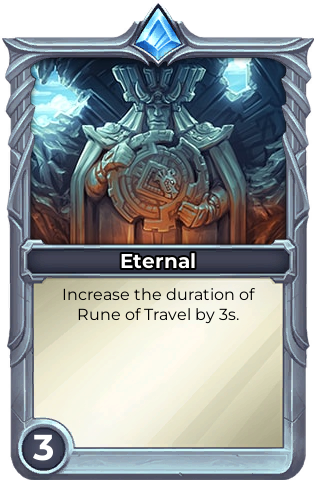 Eternal
Increase the duration of
Rune of Travel by 3s.
3